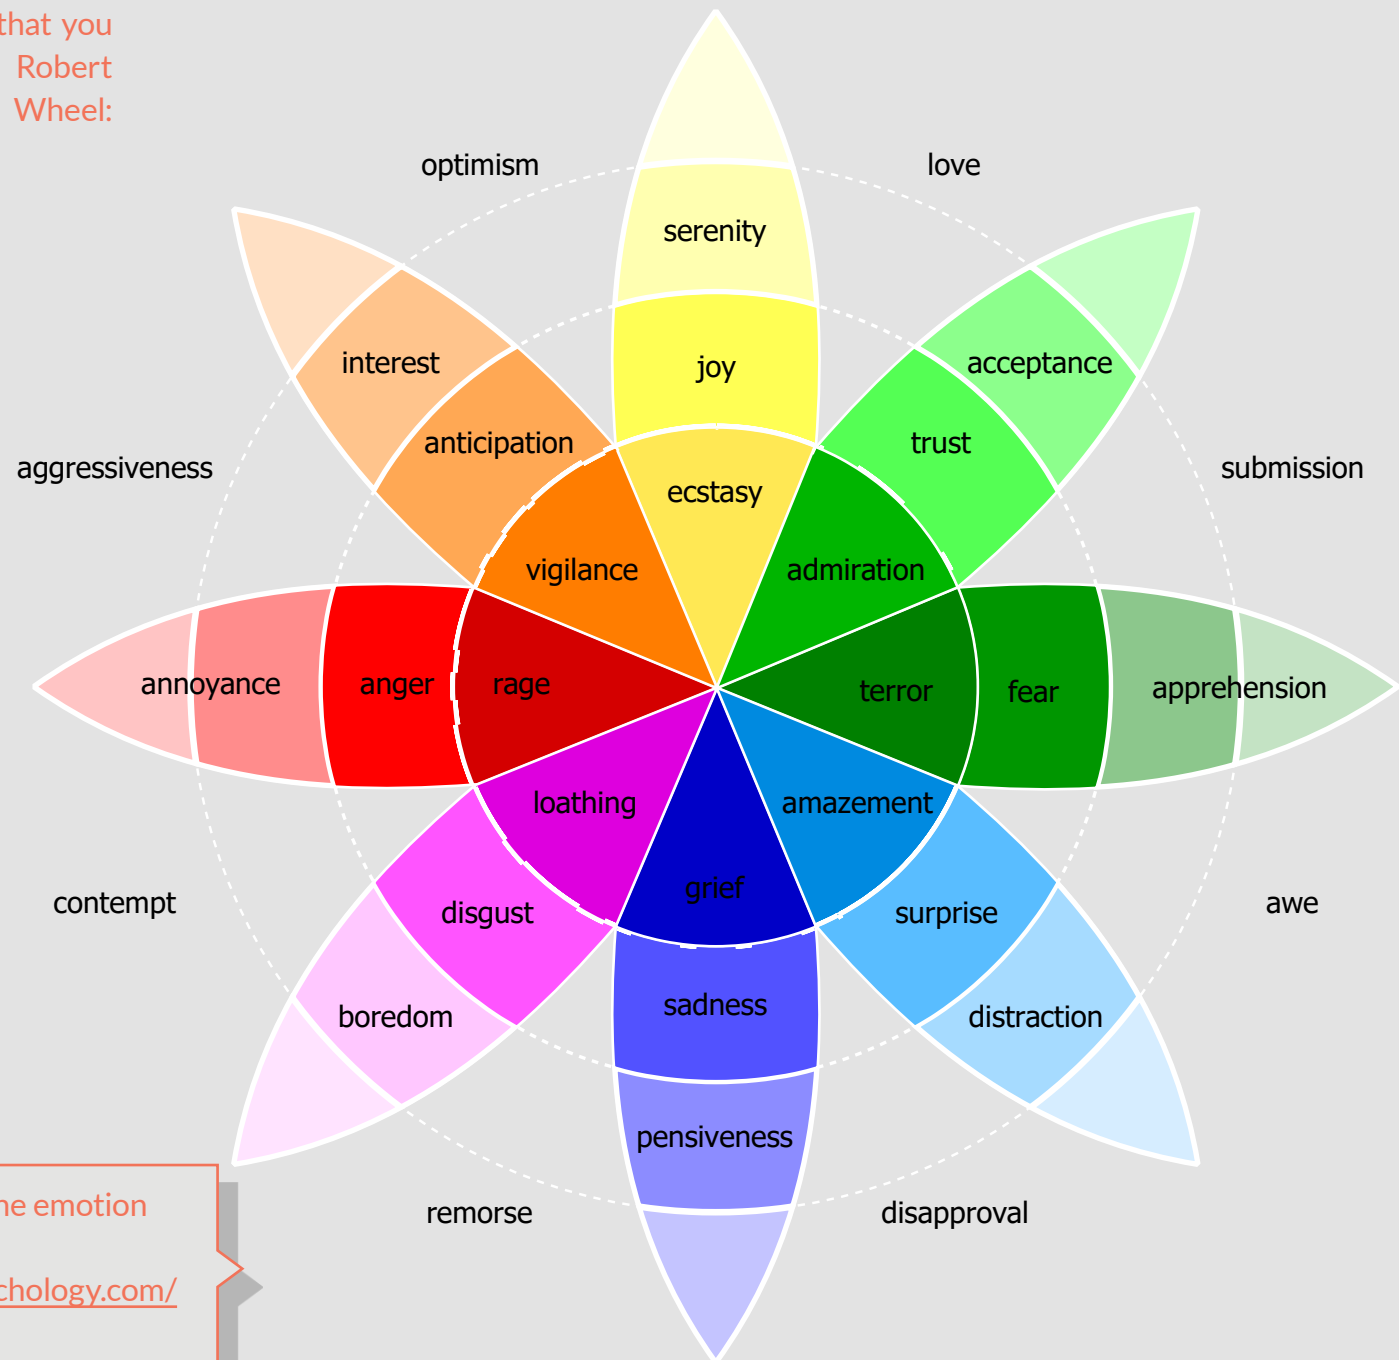 that you
Robert
Wheel:
optimism
love
serenity
interest
joy
acceptance
anticipation
trust
aggressiveness
submission
ecstasy
vigilance
admiration
annoyance
anger
rage
terror
fear
apprehension
loathing
amazement
contempt
grief
awe
disgust
surprise
boredom
sadness
distraction
pensiveness
remorse
disapproval
emotion
chology.com/